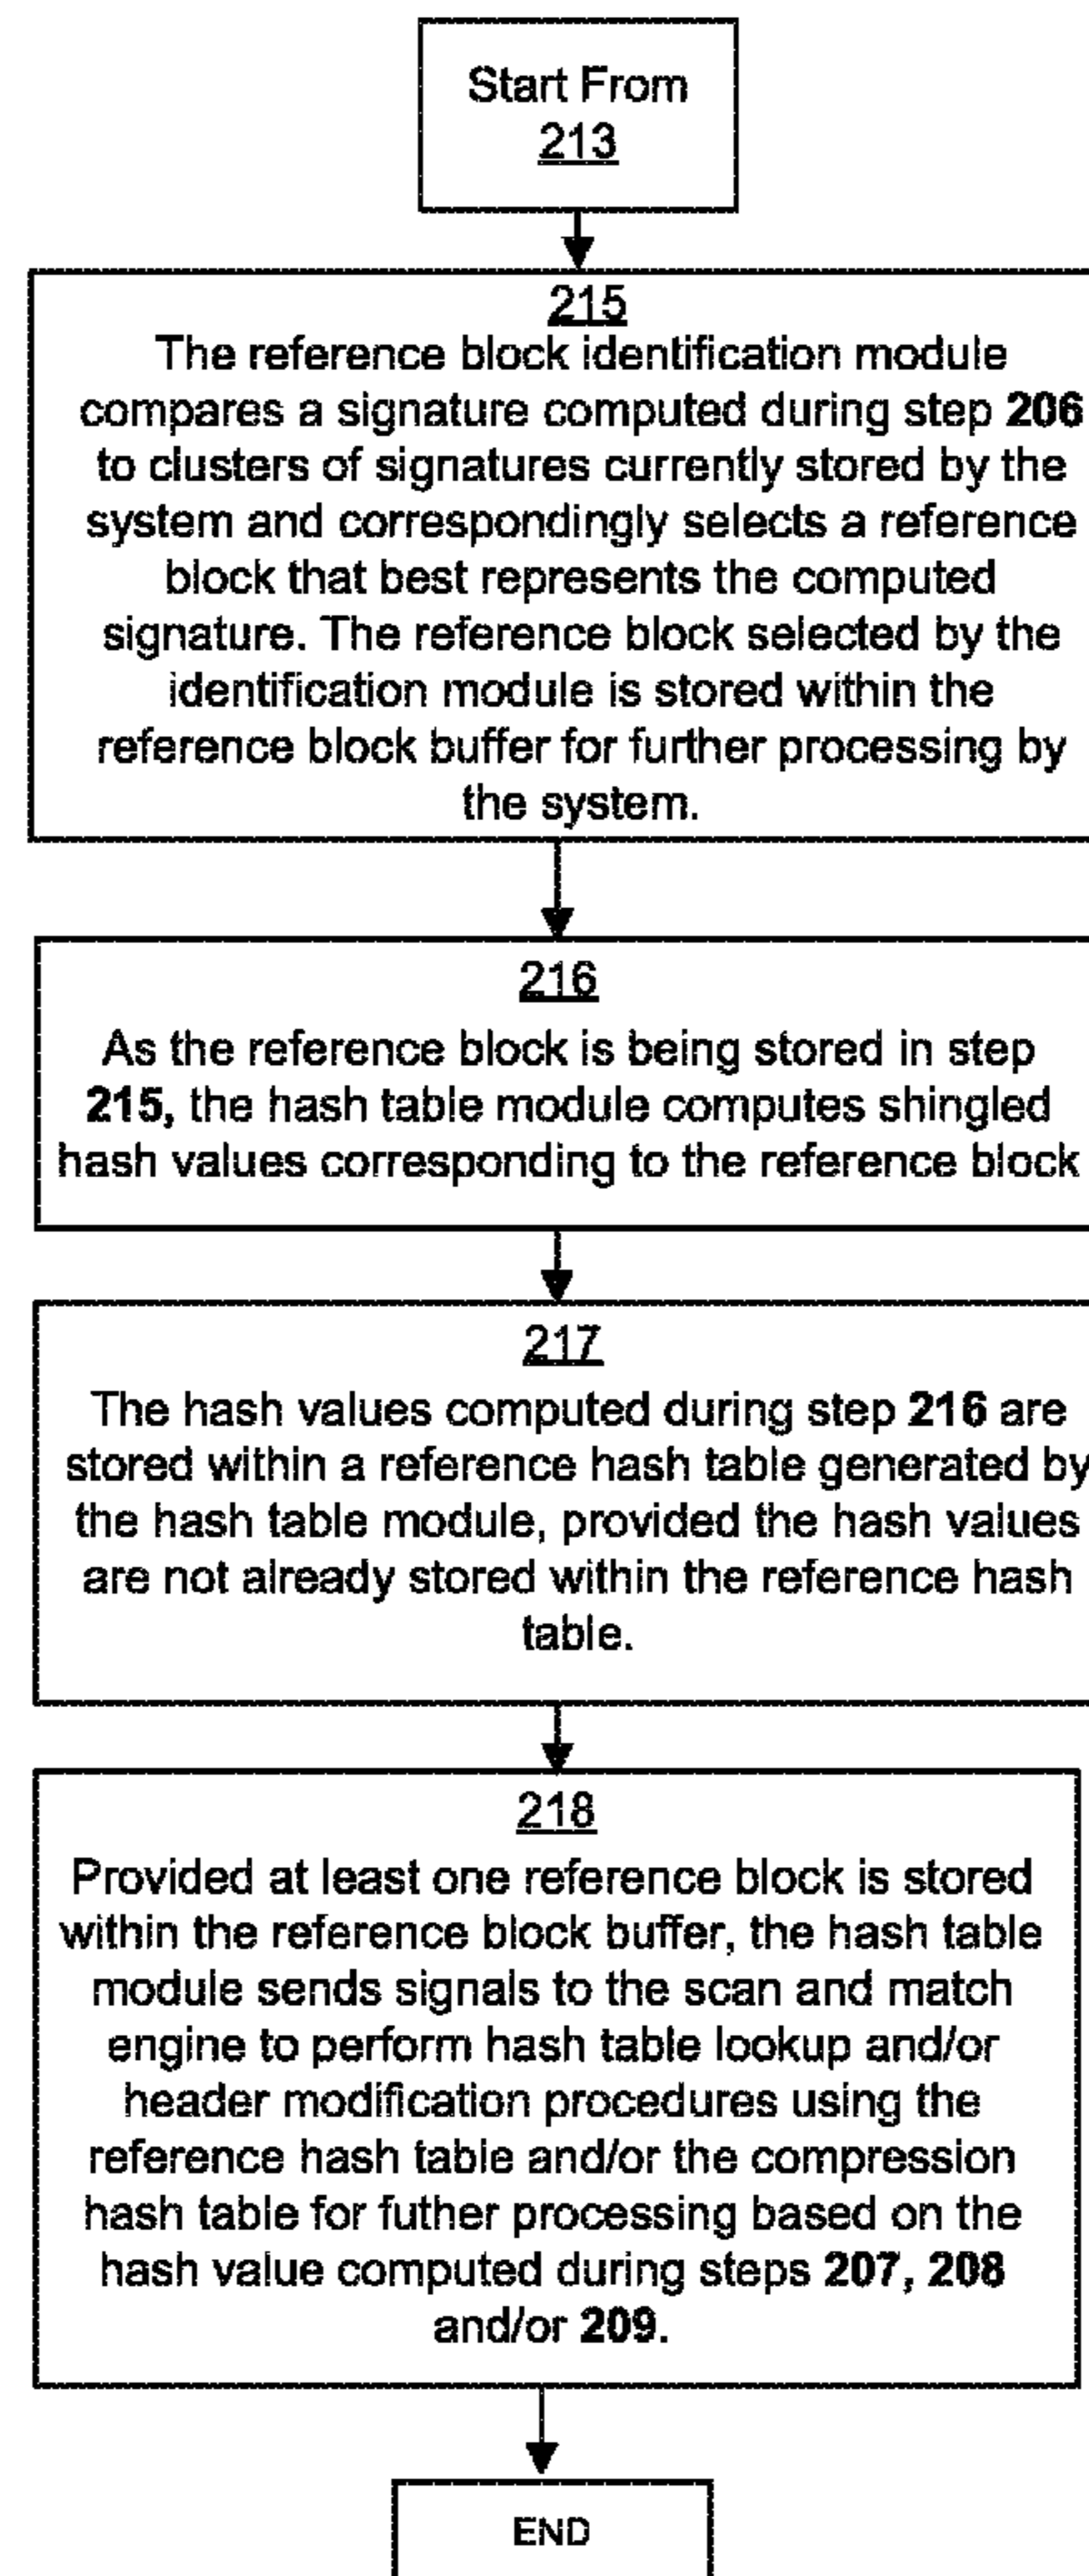 Start From
213
215
The reference block identification module
compares a signature computed during step 206
to clusters of signatures currently stored by the
system and correspondingly selects a reference
block that best represents the computed
signature. The reference block selected by the
identification module is stored within the
reference block buffer for further processing by
the system.
216
As the reference block is being stored in step
215, the hash table module computes shingled
hash values corresponding to the reference block
217
The hash values computed during step 216 are
stored within a reference hash table generated by
the hash table module, provided the hash values
are not already stored within the reference hash
table.
218
Provided at least one reference block is stored
within the reference block buffer, the hash table
module sends signals to the scan and match
engine to perform hash table lookup and/or
header modification procedures using the
reference hash table and/or the compression
hash table for futher processing based on the
hash value computed during steps 207, 208
and/or 209.
END